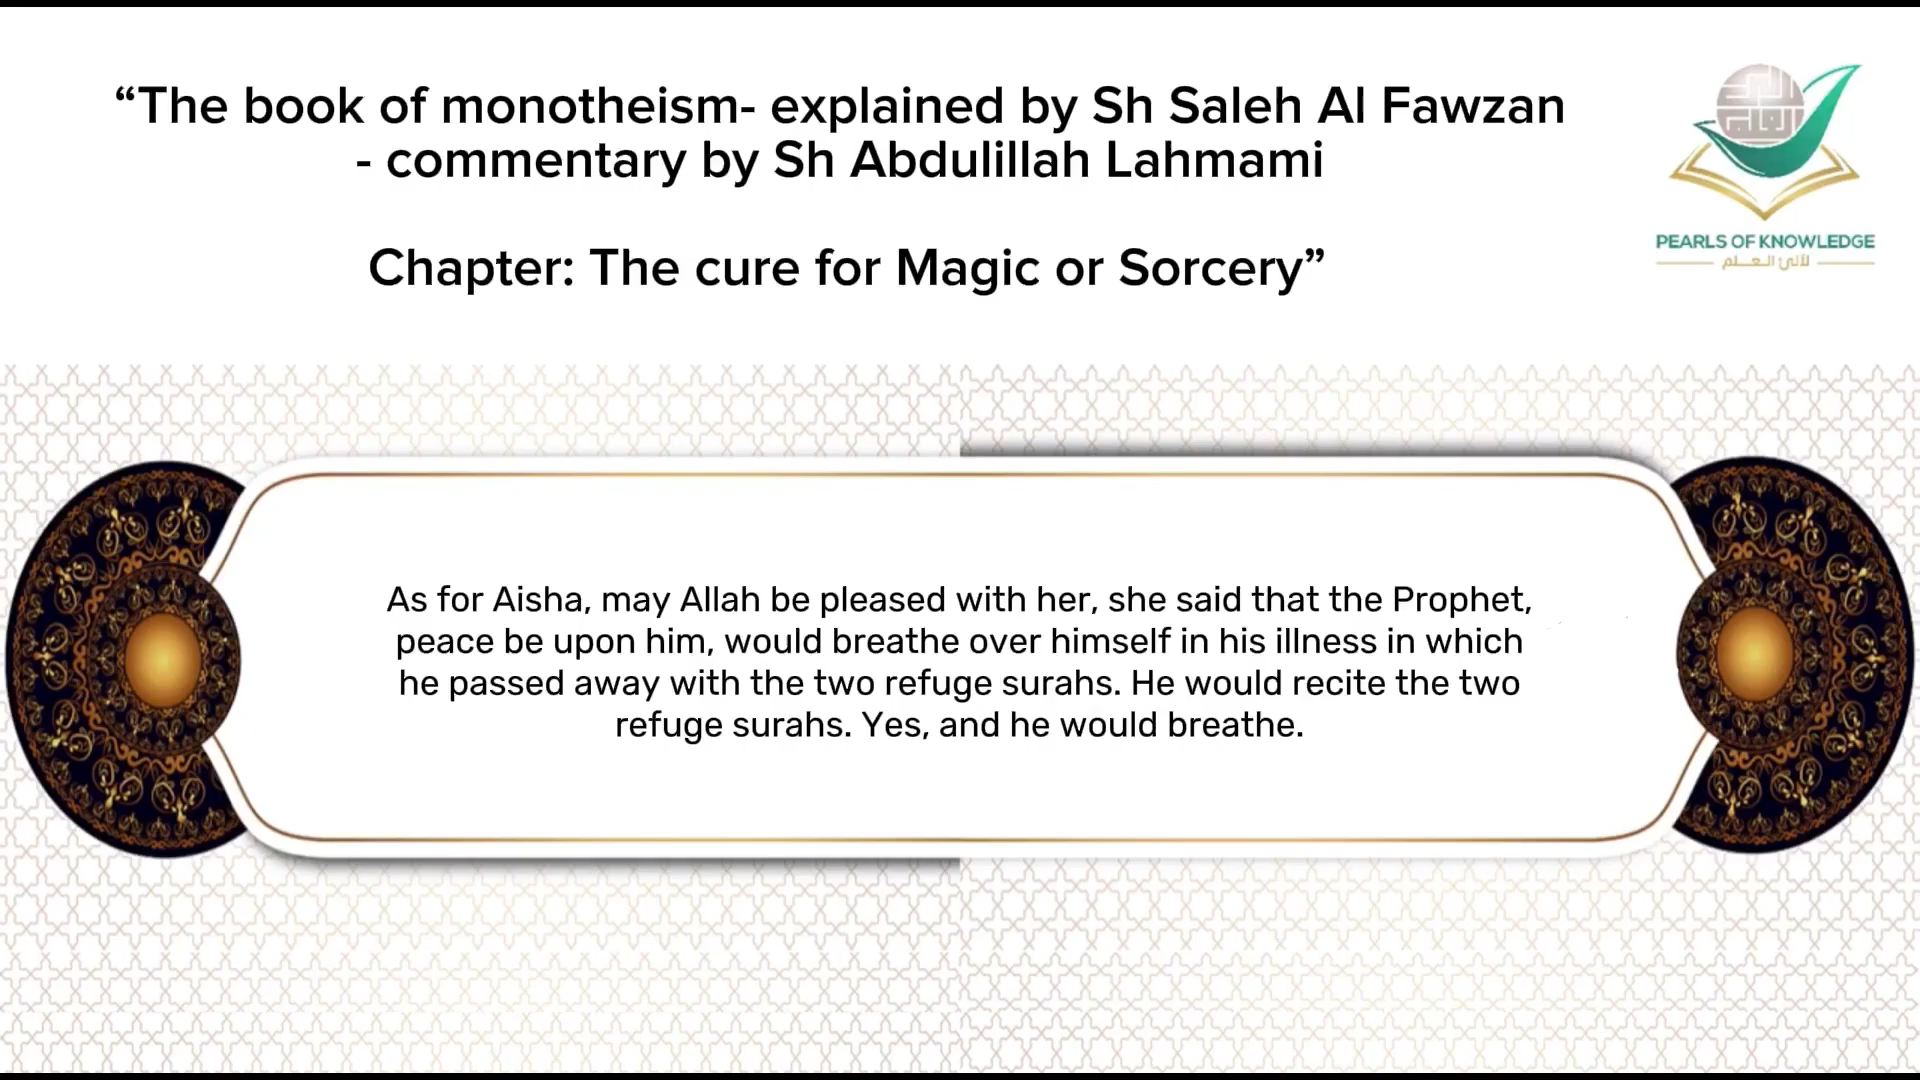 “The book of monotheism- explained by Sh Saleh Al Fawzan
- commentary by Sh Abdulillah Lahmami
Chapter: The cure for Magic or Sorcery”
PEARLS OF KNOWLEDGE
لآلئ العلم
As for Aisha, may Allah be pleased with her, she said that the Prophet,
peace be upon him, would breathe over himself in his illness in which
he passed away with the two refuge surahs. He would recite the two
refuge surahs. Yes, and he would breathe.